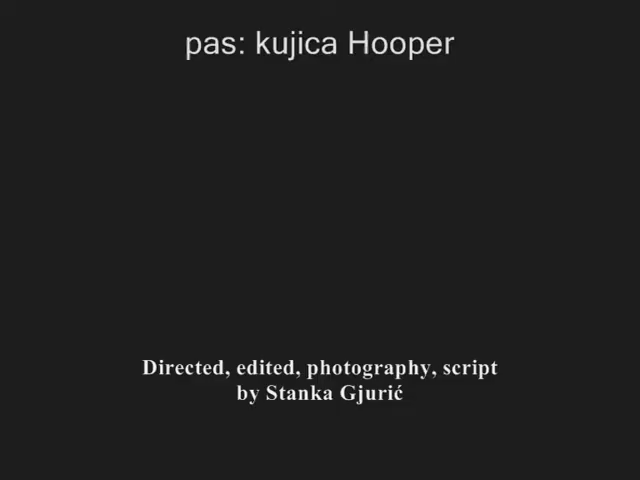 pas: kujica Hooper
Directed, edited, photography, script
by Stanka Gjurić